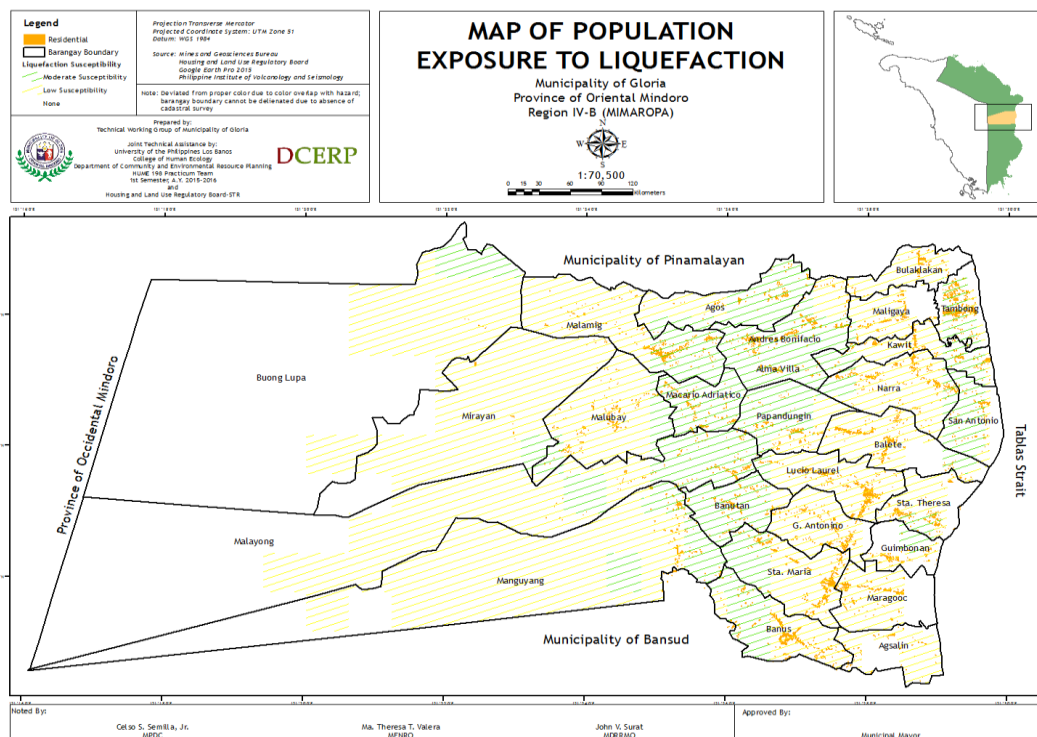 Legend
Residential
Barangay Boundary
Liquefaction Susceptibility
Moderate Susceptibility
Low Susceptibility
None
Projection Transverse Mercator
Projected Coordinate System: UTM Zone 51
Datum: WGS 1984
Source: Mines and Geosciences Bureau
Housing and Land Use Regulatory Board
Google Earth Pro 2015
Philippine Institute of Volcanology and Seismology
Note: Deviated from proper color due to color overlap with hazard;
barangay boundary cannot be delienated due to absence of
cadastral survey
Prepared by:
Technical Working Group of Municipality of Gloria
Joint Technical Assistance by:
University of the Philippines Los Banos
College of Human Ecology
Department of Community and Environmental Resource Planning
HUME 198 Practicum Team
1st Semester, A.Y. 2015-2016
and
Housing and Land Use Regulatory Board-STR
DCERP
MAP OF POPULATION
EXPOSURE TO LIQUEFACTION
Municipality of Gloria
Province of Oriental Mindoro
Region IV-B (MIMAROPA)
N
W E
S
1:70,500
0 15 30 60 90 120
Kilometers
Municipality of Pinamalayan
Bulaklakan
Agos
Maligaya
Tambong
Malamig
Andres Bonifacio
Kawit
Alma Villa
Province of Occidental Mindoro
Buong Lupa
Narra
Macario Adriatico
Mirayan
Malubay
Papandungin
San Antonio
Balete
Tablas Strait
Lucio Laurel
Banutan
Sta. Theresa
G. Antonino
Malayong
Guimbonan
Sta. Maria
Manguyang
Maragooc
Banus
Municipality of Bansud
Agsalin
Noted By:
Celso S. Semilla, Jr.
MPDC
Ma. Theresa T. Valera
MENRO
John V. Surat
MDRRMO
Approved By:
Municipal Mayor